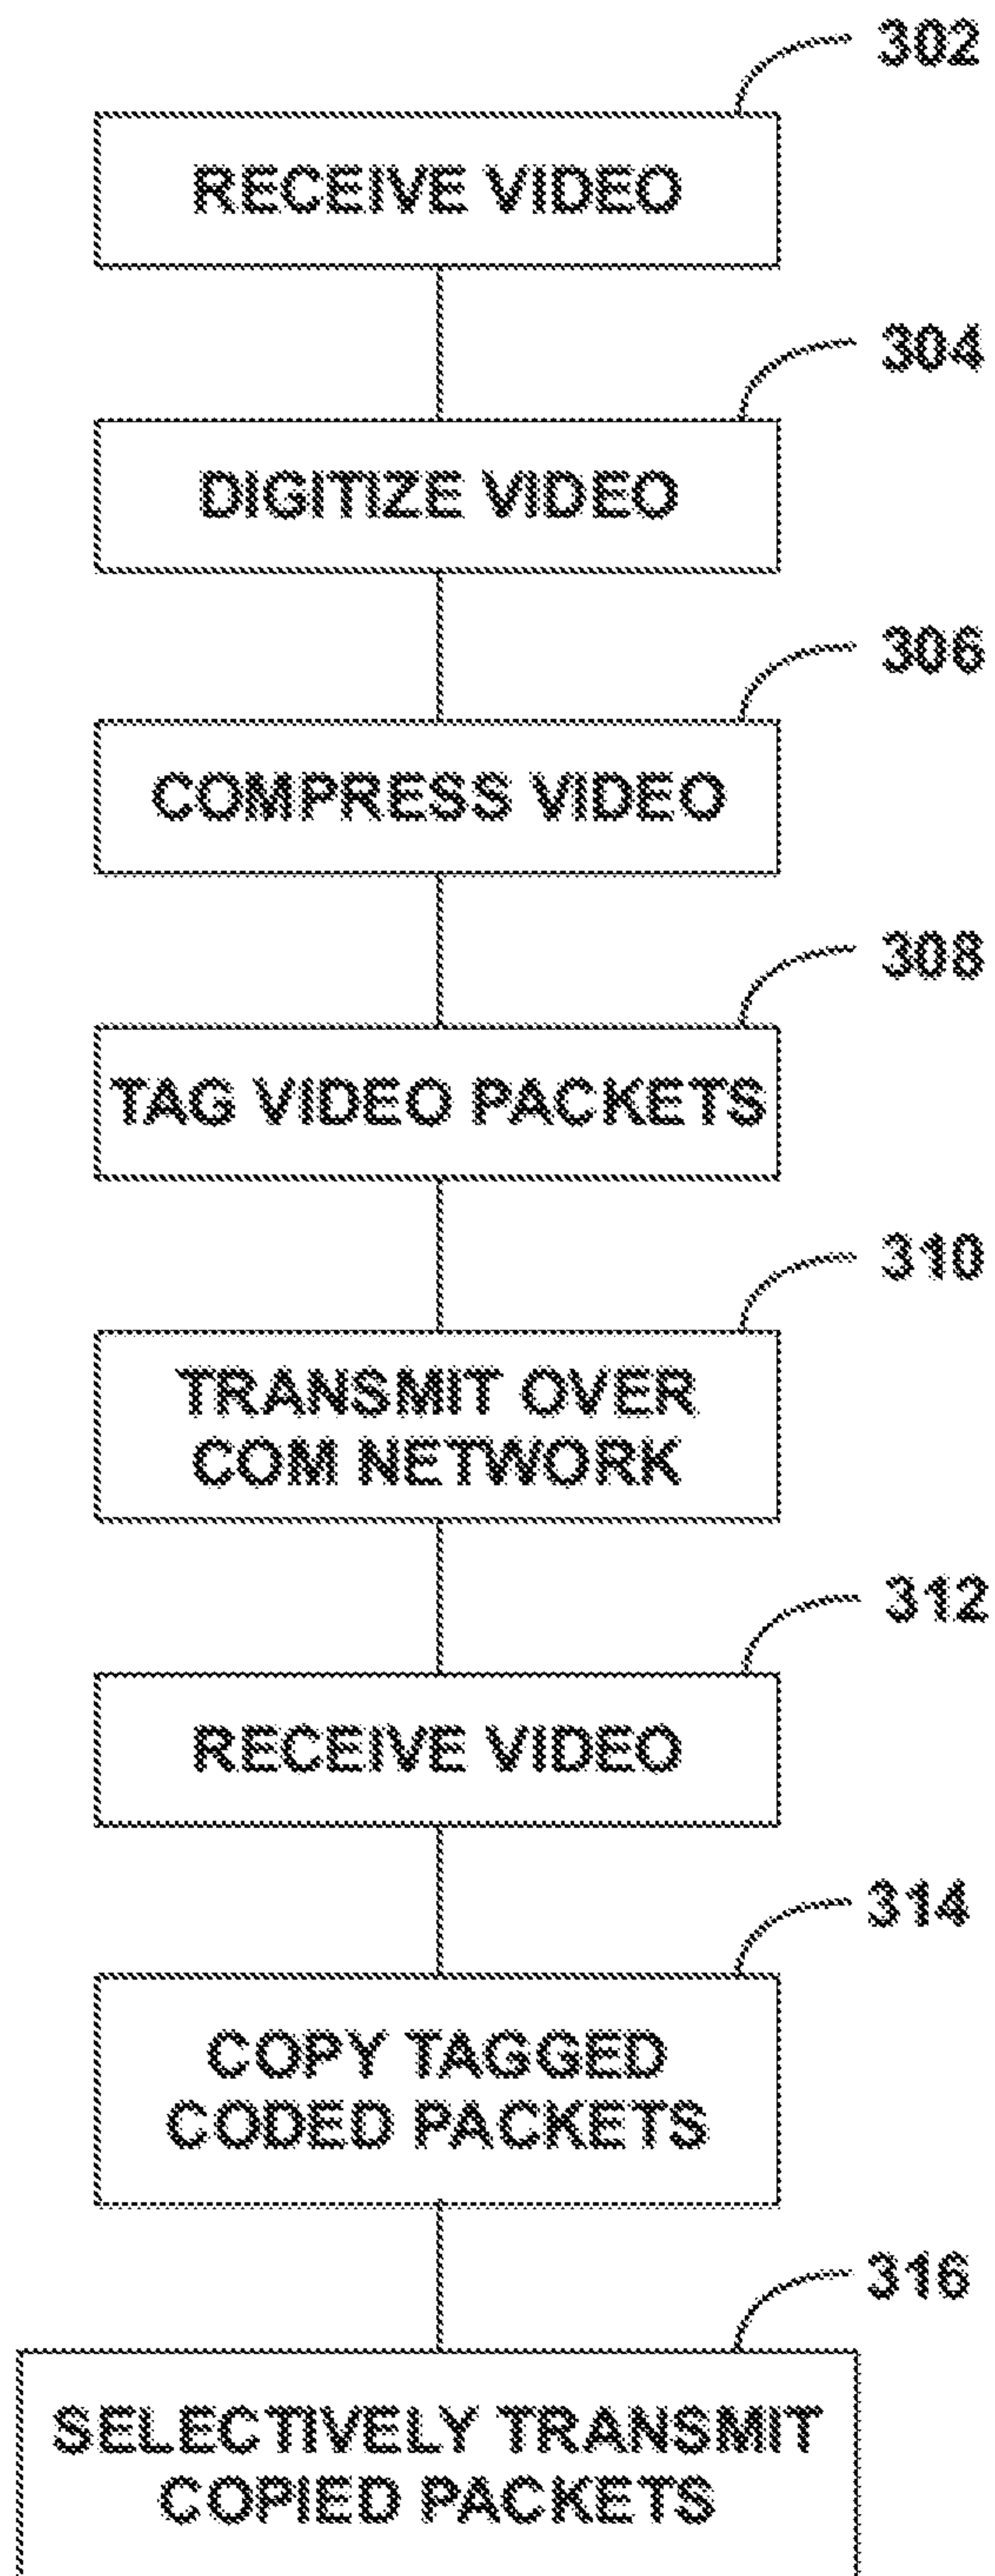 302
RECEIVE VIDEO
304
DIGITIZE VIDEO
306
COMPRESS VIDEO
308
TAG VIDEO PACKETS
310
TRANSMIT OVER
COM NETWORK
312
RECEIVE VIDEO
314
COPY TAGGED
CODED PACKETS
316
SELECTIVELY TRANSMIT
COPIED PACKETS